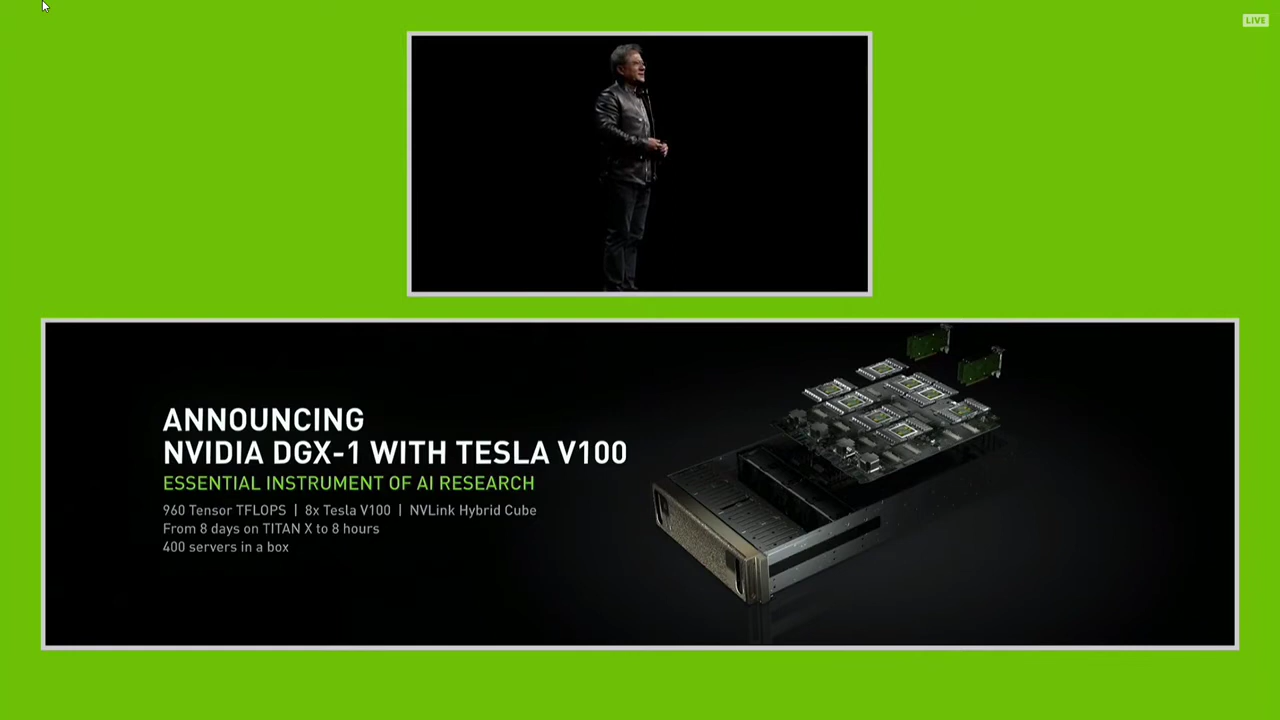 LIVE
ANNOUNCING
NVIDIA DGX-1 WITH TESLA V100
ESSENTIAL INSTRUMENT OF AI RESEARCH
960 Tensor TFLOPS | 8x Tesla V100 | NVLink Hybrid Cube
From 8 days on TITAN X to 8 hours
400 servers in a box